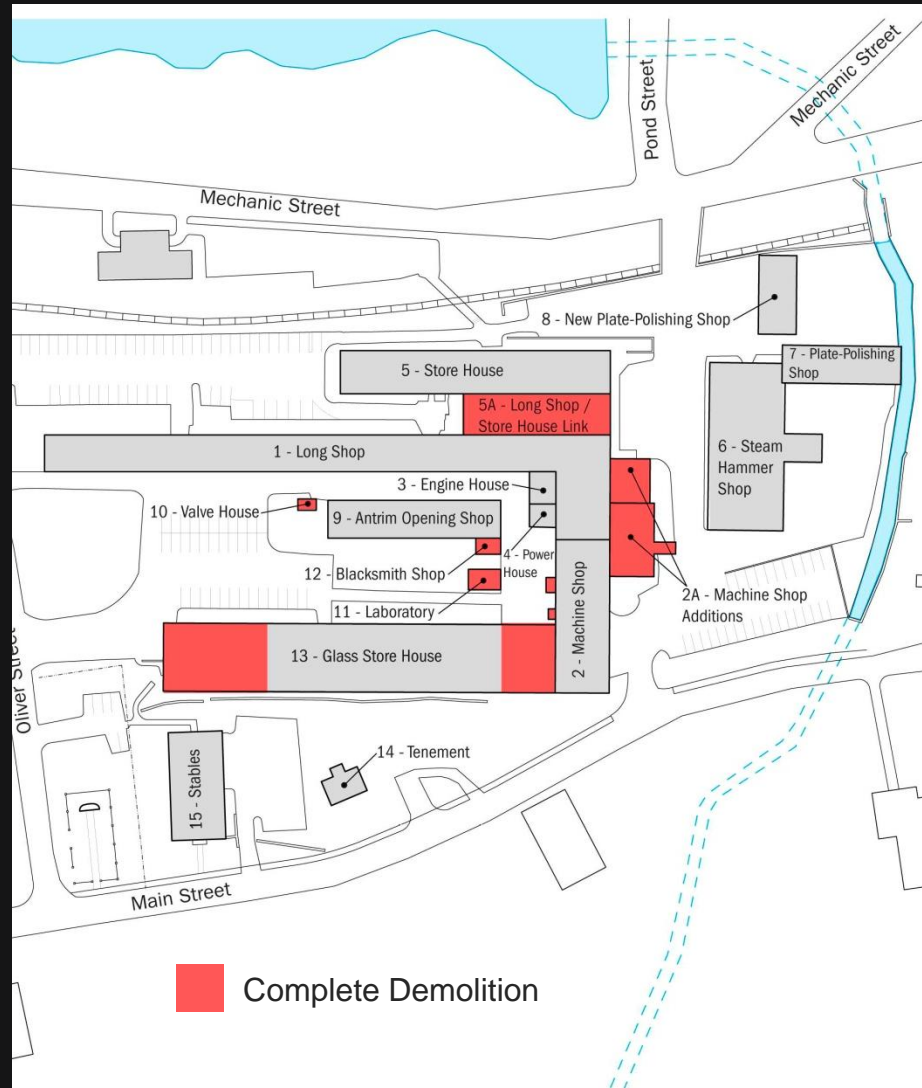 Mechanic Street
Pond Street
Mechanic Street
8 - New Plate-Polishing Shop
7 - Plate-Polishing
Shop
5 - Store House
5A - Long Shop /
Store House Link
1 - Long Shop
6 - Steam
Hammer
Shop
3 - Engine House
10 - Valve House
9 - Antrim Opening Shop
4 - Power
House
12 - Blacksmith Shop
11 - Laboratory
2A - Machine Shop
Additions
2 - Machine Shop
13 - Glass Store House
Oliver Street
14 - Tenement
15 - Stables
Main Street
Complete Demolition